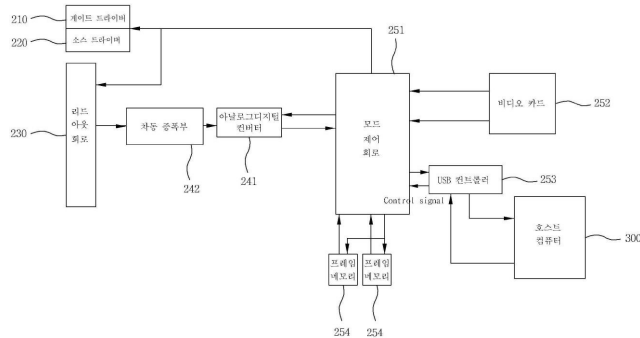 210
게이트 드라이버
220
소스 드라이버
251
230
리드
아웃
회로
차동 증폭부
242
아날로그디지털
컨버터
241
모드
제어
회로
비디오 카드
252
USB 컨트롤러
253
Control signal
호스트
컴퓨터
300
프레임
메모리
254
프레임
메모리
254